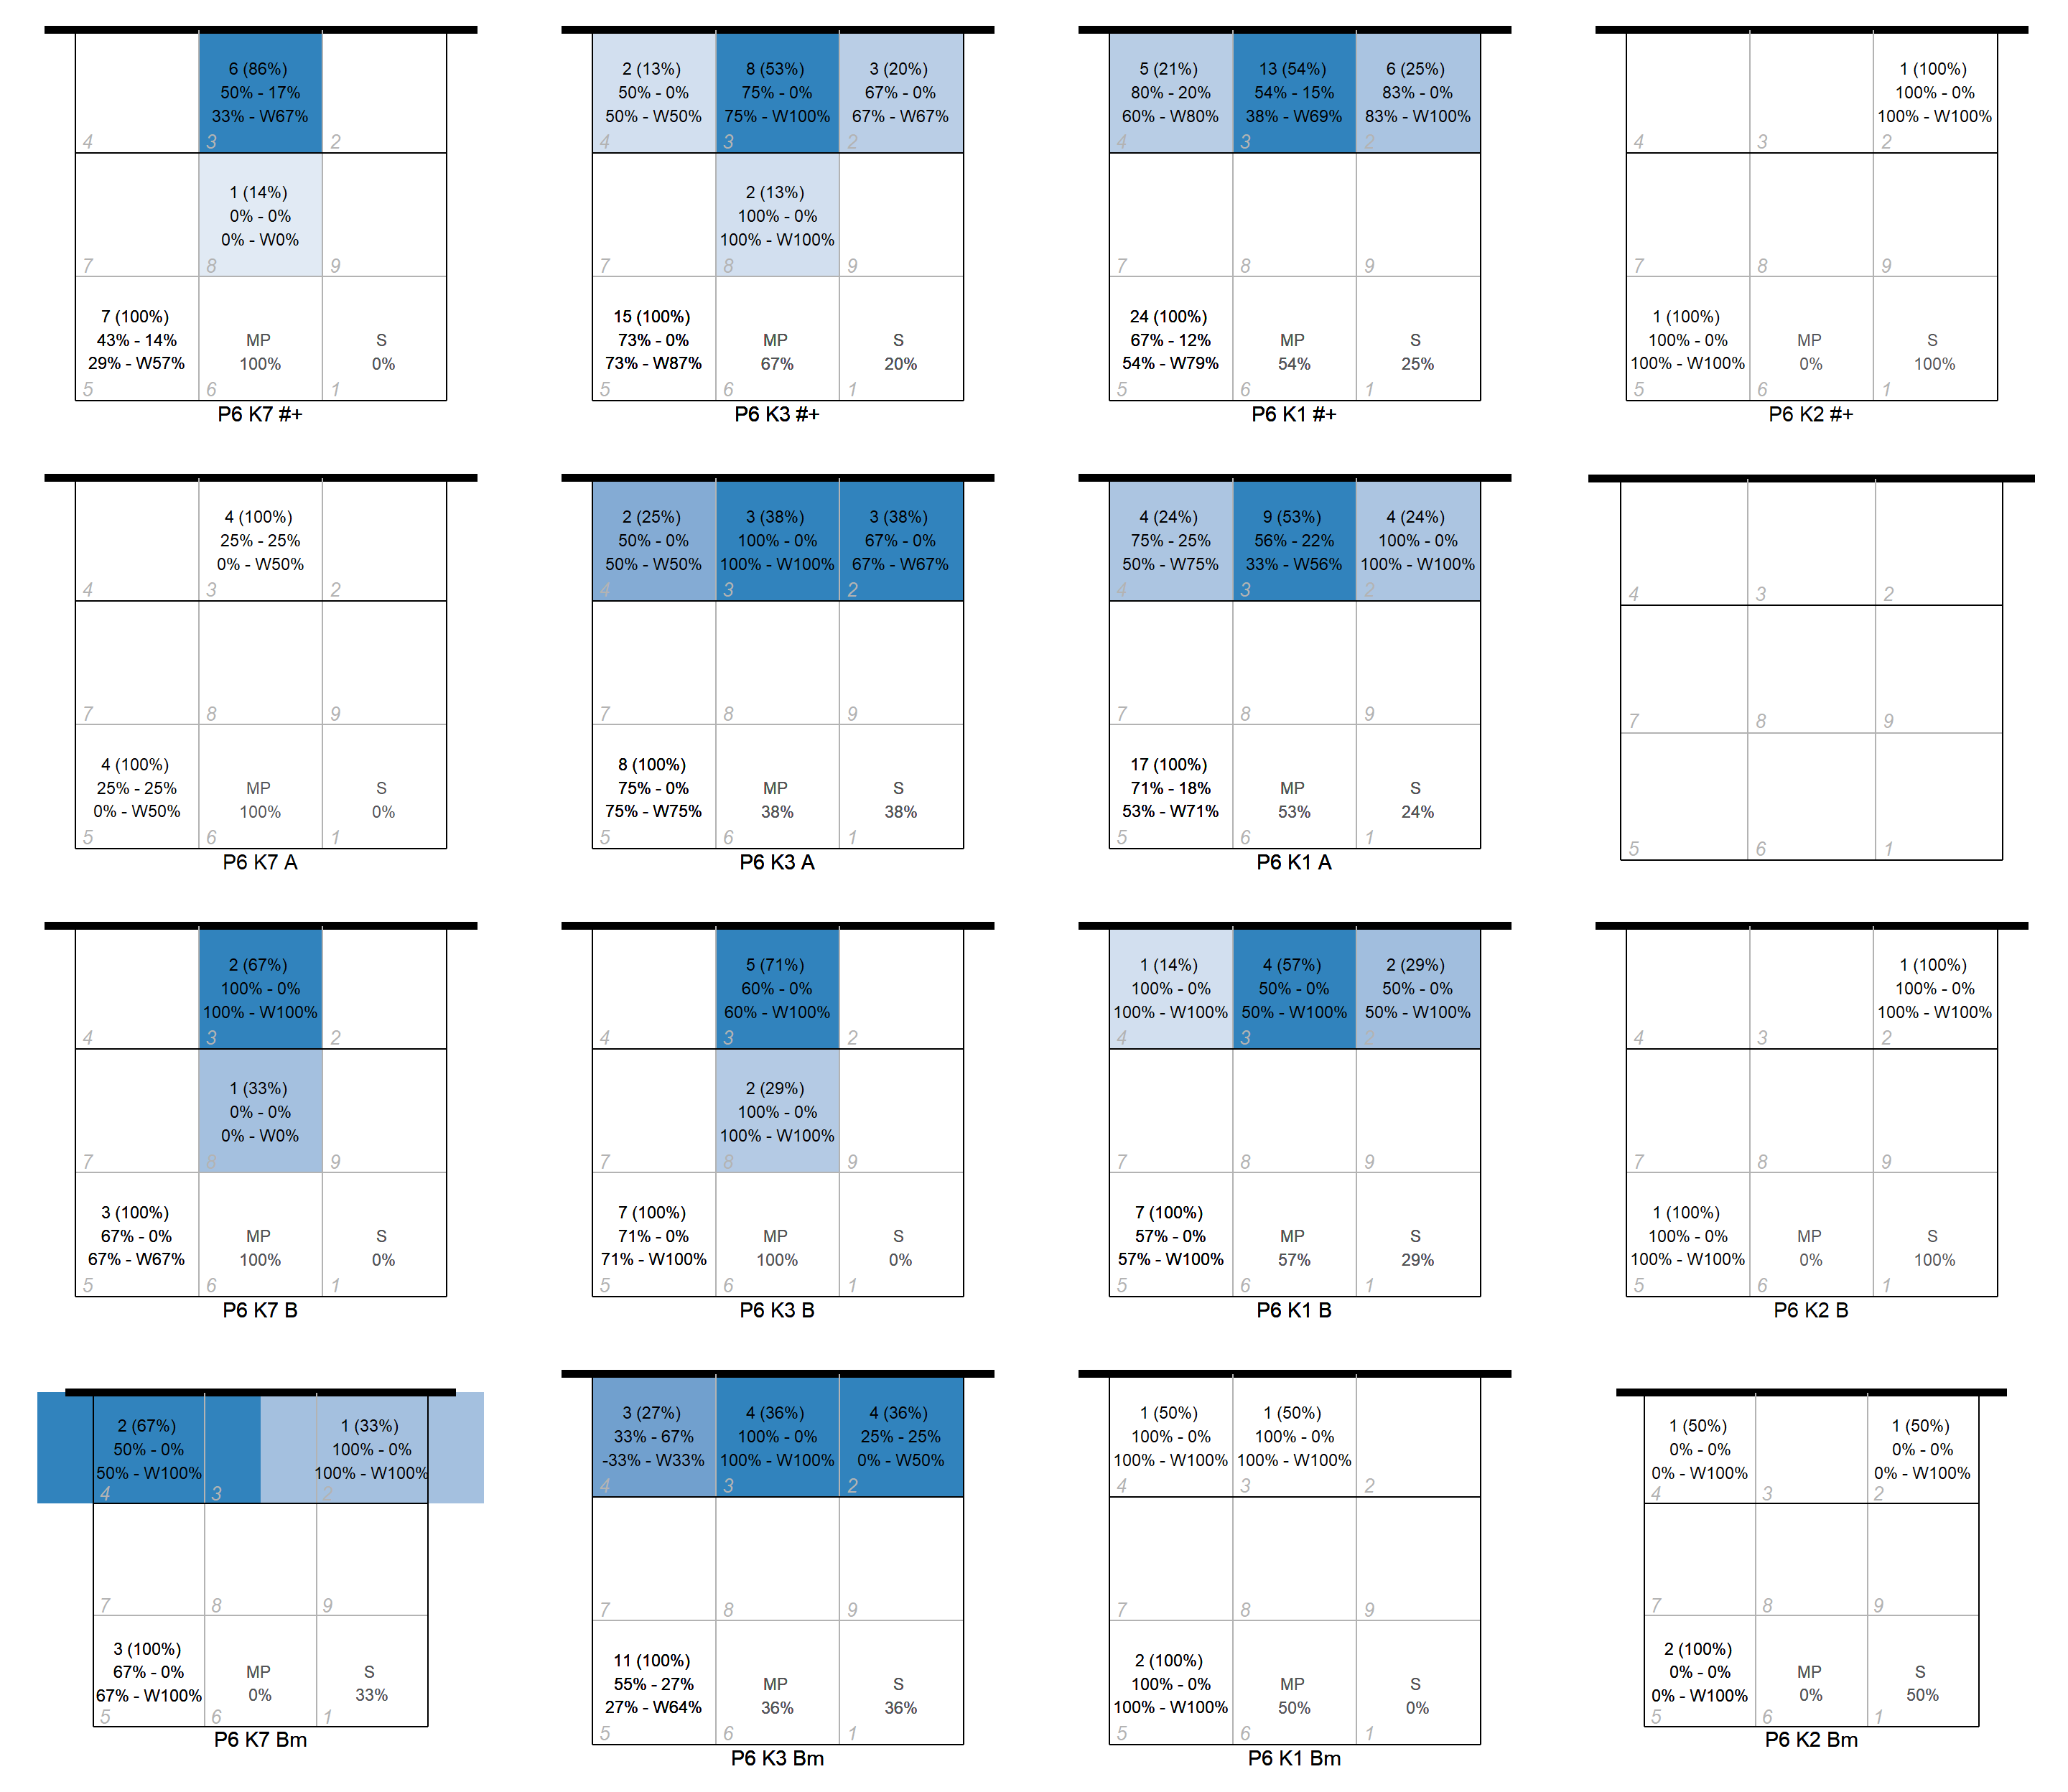 6 (86%)
50% - 17%
33% - W67%
4
3
2
1 (14%)
0% - 0%
0% - W0%
7
8
9
7 (100%)
43% - 14%
29% - W57%
MP
100%
S
0%
5
6
1
P6 K7 #+
2 (13%)
50% - 0%
50% - W50%
8 (53%)
75% - 0%
75% - W100%
3 (20%)
67% - 0%
67% - W67%
4
3
2
2 (13%)
100% - 0%
100% - W100%
7
8
9
15 (100%)
73% - 0%
73% - W87%
MP
67%
S
20%
5
6
1
P6 K3 #+
5 (21%)
80% - 20%
60% - W80%
13 (54%)
54% - 15%
38% - W69%
6 (25%)
83% - 0%
83% - W100%
4
3
2
7
8
9
24 (100%)
67% - 12%
54% - W79%
MP
54%
S
25%
5
6
1
P6 K1 #+
1 (100%)
100% - 0%
100% - W100%
4
3
2
7
8
9
1 (100%)
100% - 0%
100% - W100%
MP
0%
S
100%
5
6
1
P6 K2 #+
4 (100%)
25% - 25%
0% - W50%
4
3
2
7
8
9
4 (100%)
25% - 25%
0% - W50%
MP
100%
S
0%
5
6
1
P6 K7 A
2 (25%)
50% - 0%
50% - W50%
3 (38%)
100% - 0%
100% - W100%
3 (38%)
67% - 0%
67% - W67%
4
3
2
7
8
9
8 (100%)
75% - 0%
75% - W75%
MP
38%
S
38%
5
6
1
P6 K3 A
4 (24%)
75% - 25%
50% - W75%
9 (53%)
56% - 22%
33% - W56%
4 (24%)
100% - 0%
100% - W100%
4
3
2
7
8
9
17 (100%)
71% - 18%
53% - W71%
MP
53%
S
24%
5
6
1
P6 K1 A
4
3
2
7
8
9
5
6
1
2 (67%)
100% - 0%
100% - W100%
4
3
2
1 (33%)
0% - 0%
0% - W0%
7
8
9
3 (100%)
67% - 0%
67% - W67%
MP
100%
S
0%
5
6
1
P6 K7 B
5 (71%)
60% - 0%
60% - W100%
4
3
2
2 (29%)
100% - 0%
100% - W100%
7
8
9
7 (100%)
71% - 0%
71% - W100%
MP
100%
S
0%
5
6
1
P6 K3 B
1 (14%)
100% - 0%
100% - W100%
4 (57%)
50% - 0%
50% - W100%
2 (29%)
50% - 0%
50% - W100%
4
3
2
7
8
9
7 (100%)
57% - 0%
57% - W100%
MP
57%
S
29%
5
6
1
P6 K1 B
1 (100%)
100% - 0%
100% - W100%
4
3
2
7
8
9
1 (100%)
100% - 0%
100% - W100%
MP
0%
S
100%
5
6
1
P6 K2 B
2 (67%)
50% - 0%
50% - W100%
1 (33%)
100% - 0%
100% - W100%
4
3
2
7
8
9
3 (100%)
67% - 0%
67% - W100%
MP
0%
S
33%
5
6
1
P6 K7 Bm
3 (27%)
33% - 67%
-33% - W33%
4 (36%)
100% - 0%
100% - W100%
4 (36%)
25% - 25%
0% - W50%
4
3
2
7
8
9
11 (100%)
55% - 27%
27% - W64%
MP
36%
S
36%
5
6
1
P6 K3 Bm
1 (50%)
100% - 0%
100% - W100%
1 (50%)
100% - 0%
100% - W100%
4
3
2
7
8
9
2 (100%)
100% - 0%
100% - W100%
MP
50%
S
0%
5
6
1
P6 K1 Bm
1 (50%)
0% - 0%
0% - W100%
1 (50%)
0% - 0%
0% - W100%
4
3
2
7
8
9
2 (100%)
0% - 0%
0% - W100%
MP
0%
S
50%
5
6
1
P6 K2 Bm